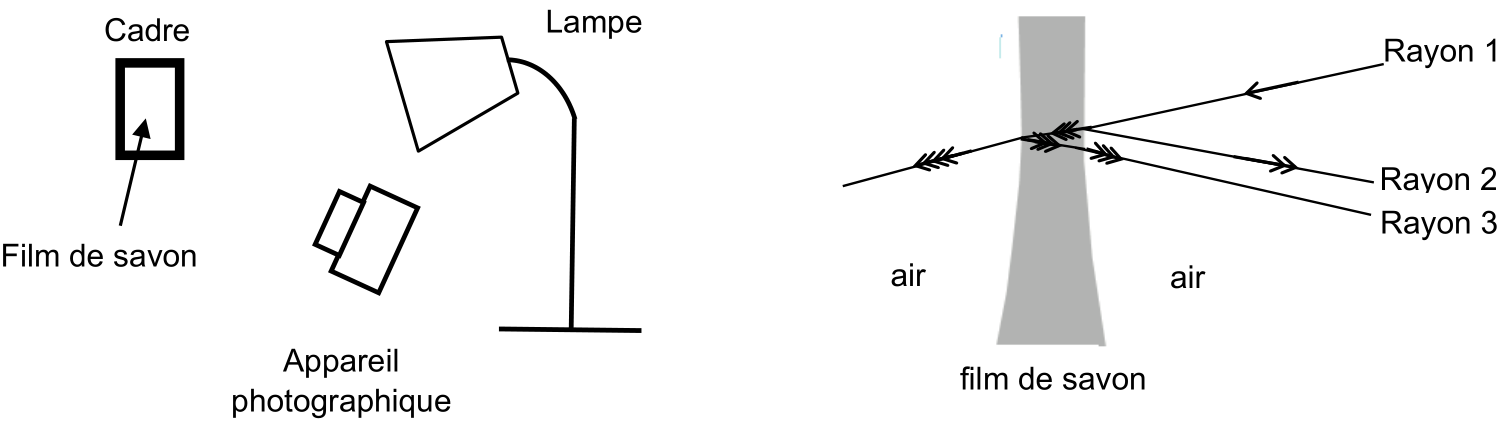 Cadre
Lampe
Film de savon
Appareil
photographique
Rayon 1
Rayon 2
Rayon 3
air
air
film de savon